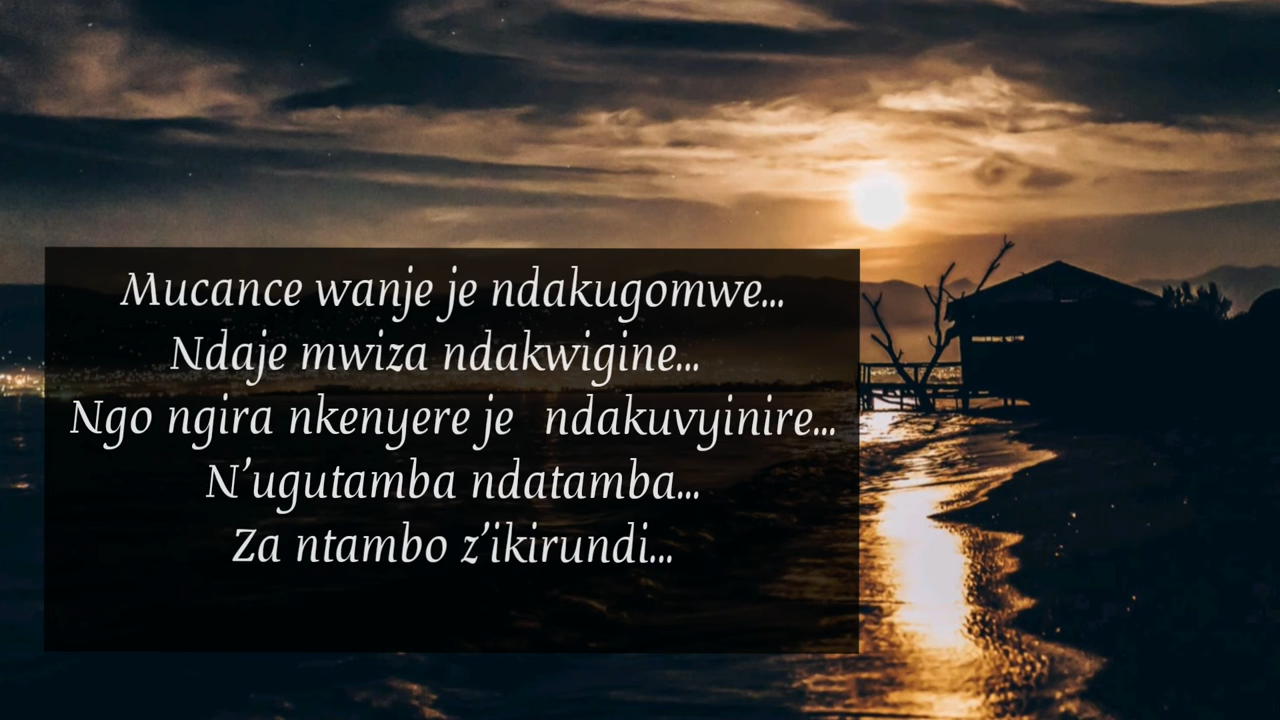 Mucance wanje je ndakugomwe...
Ndaje mwiza ndakwigine...
Ngo ngira nkenyere je ndakuvyinire...
N'ugutamba ndatamba...
Za ntambo z'ikirundi...